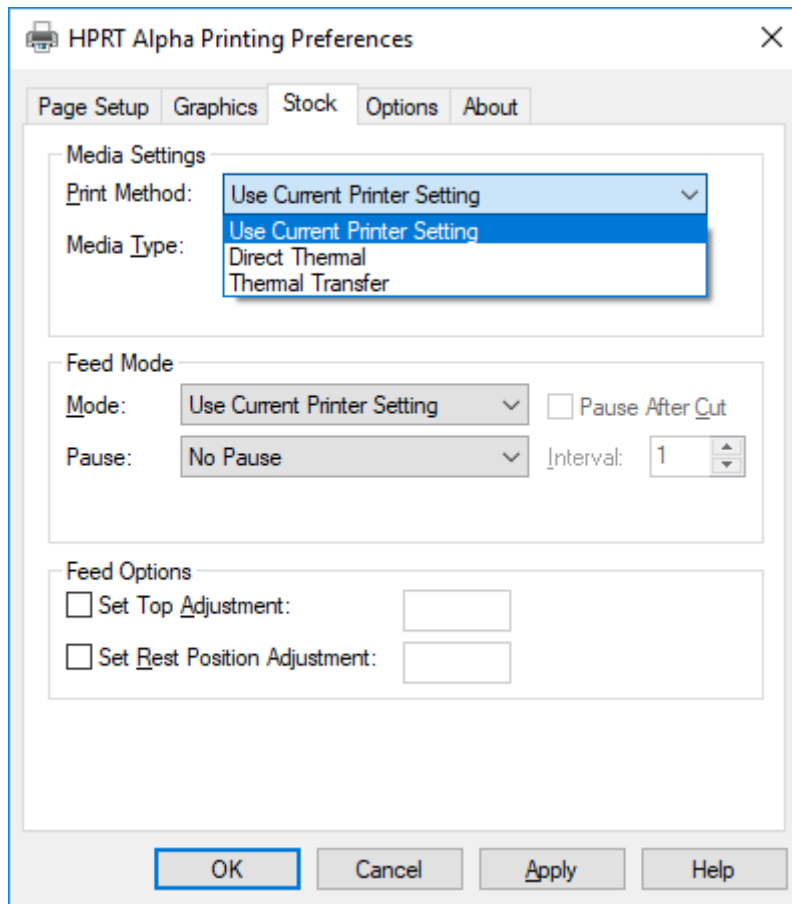 HPRT Alpha Printing Preferences
Page Setup Graphics Stock Options About
Media Settings
Print Method: Use Current Printer Setting
Media Type: Use Current Printer Setting
Direct Thermal
Thermal Transfer
Feed Mode
Mode: Use Current Printer Setting Pause After Cut
Pause: No Pause Interval: 1
Feed Options
Set Top Adjustment:
Set Rest Position Adjustment:
OK Cancel Apply Help